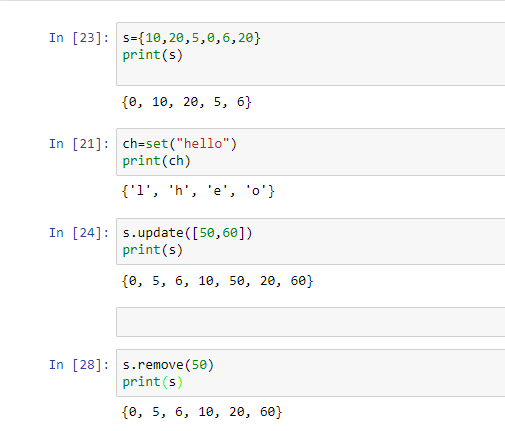 In [23]: s={10,20,5,0,6,20}
print(s)
{0, 10, 20, 5, 6}
In [21]: ch=set("hello")
print(ch)
{'l', 'h', 'e', 'o'}
In [24]: s.update([50,60])
print(s)
{0, 5, 6, 10, 50, 20, 60}
In [28]: s.remove(50)
print(s)
{0, 5, 6, 10, 20, 60}